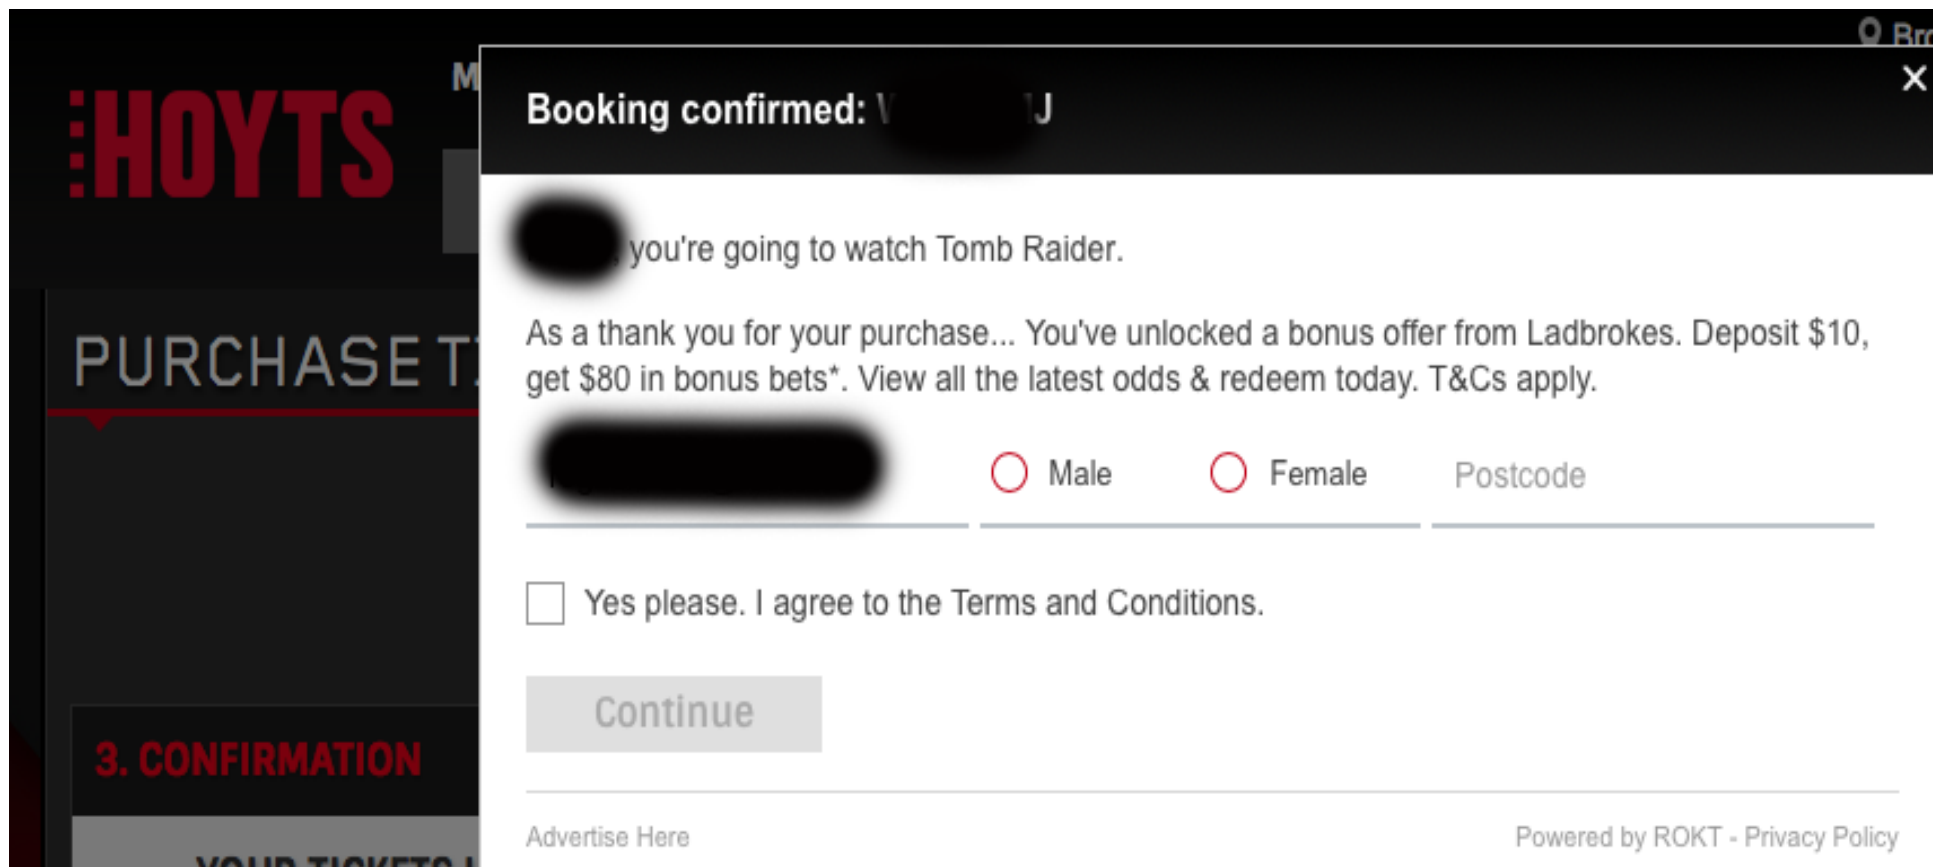 Bro
M
HOYTS
Booking confirmed:
you're going to watch Tomb Raider.
PURCHASE
As a thank you for your purchase... You've unlocked a bonus offer from Ladbrokes. Deposit $10,
get $80 in bonus bets*. View all the latest odds & redeem today. T&Cs apply.
Male Female Postcode
Yes please. I agree to the Terms and Conditions.
Continue
3. CONFIRMATION
Advertise Here Powered by ROKT - Privacy Policy
YOUR TICKETS